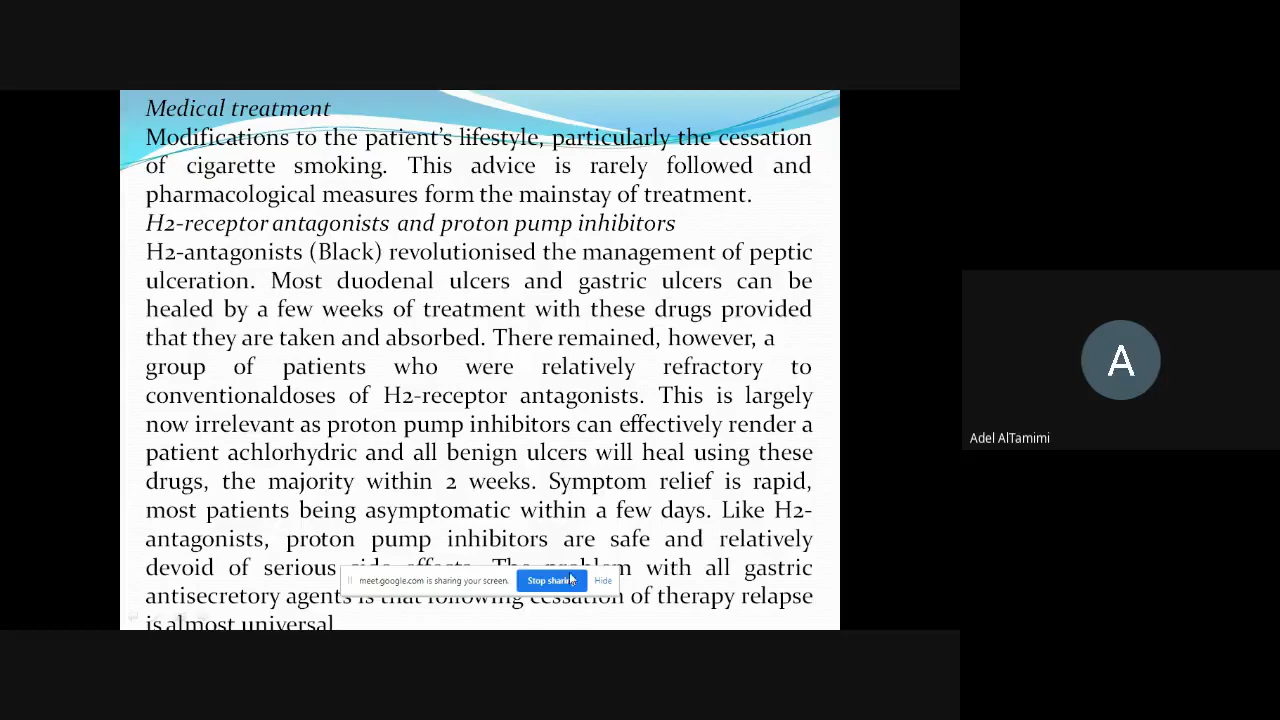 Medical treatment
Modifications to the patient's lifestyle, particularly the cessation
of cigarette smoking. This advice is rarely followed and
pharmacological measures form the mainstay of treatment.
H2-receptor antagonists and proton pump inhibitors
H2-antagonists (Black) revolutionised the management of peptic
ulceration. Most duodenal ulcers and gastric ulcers can be
healed by a few weeks of treatment with these drugs provided
that they are taken and absorbed. There remained, however, a
group of patients who were relatively refractory to
conventionaldoses of H2-receptor antagonists. This is largely
now irrelevant as proton pump inhibitors can effectively render a
patient achlorhydric and all benign ulcers will heal using these
drugs, the majority within 2 weeks. Symptom relief is rapid,
most patients being asymptomatic within a few days. Like H2-
antagonists, proton pump inhibitors are safe and relatively
devoid of serious side effects. The problem with all gastric
antisecretory agents is that following cessation of therapy relapse
is almost universal
meet.google.com is sharing your screen.
Stop sharing
Hide
A
Adel AlTamimi